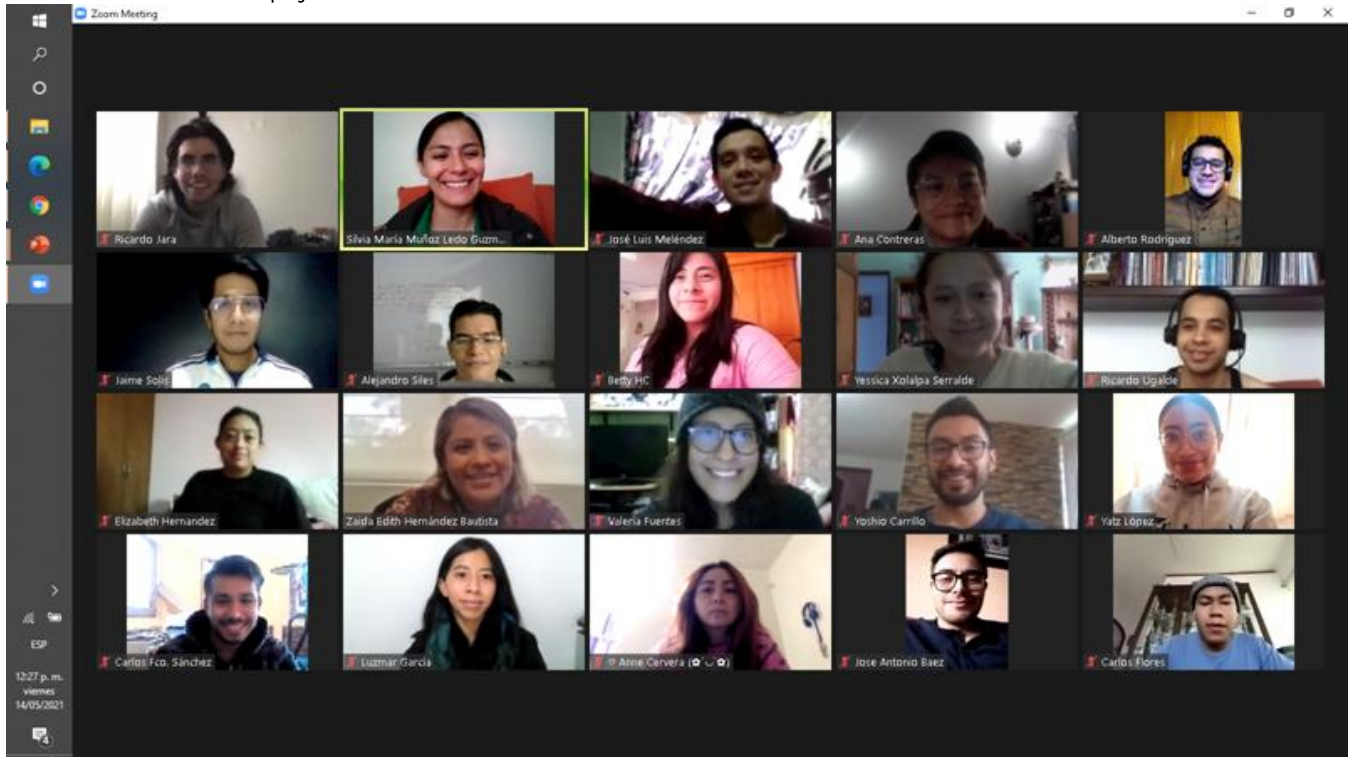 Zoom Meeting
Ricardo Jara
Silvia María Muñoz Ledo Guzm...
José Luis Meléndez
Ana Contreras
Alberto Rodriguez
Jaime Solis
Alejandro Siles
Betty HC
Yessica Xolalpa Serralde
Ricardo Ugalde
Elizabeth Hernandez
Zaida Edith Hernández Bautista
Valeria Fuentes
Yoshio Carrillo
Yatz López
Carlos Fco. Sánchez
Luzmar García
♡ Anne Cervera (✿◡✿)
Jose Antonio Baez
Carlos Flores
ESP
12:27 p. m.
viernes
14/05/2021
4